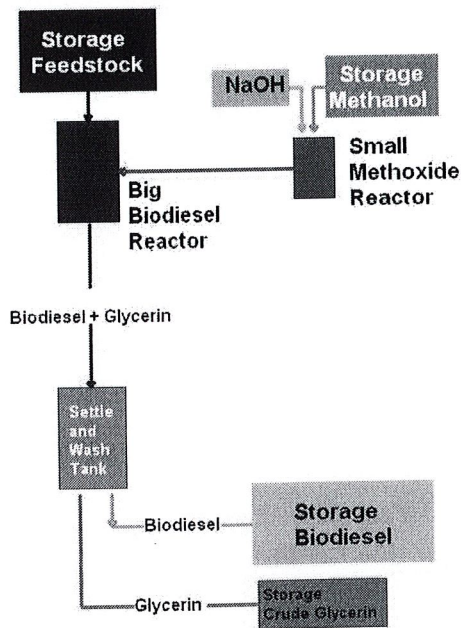 Storage
Feedstock
NaOH
Storage
Methanol
Small
Methoxide
Reactor
Big
Biodiesel
Reactor
Biodiesel + Glycerin
Settle
and
Wash
Tank
Biodiesel
Storage
Biodiesel
Glycerin
Storage
Crude Glycerin